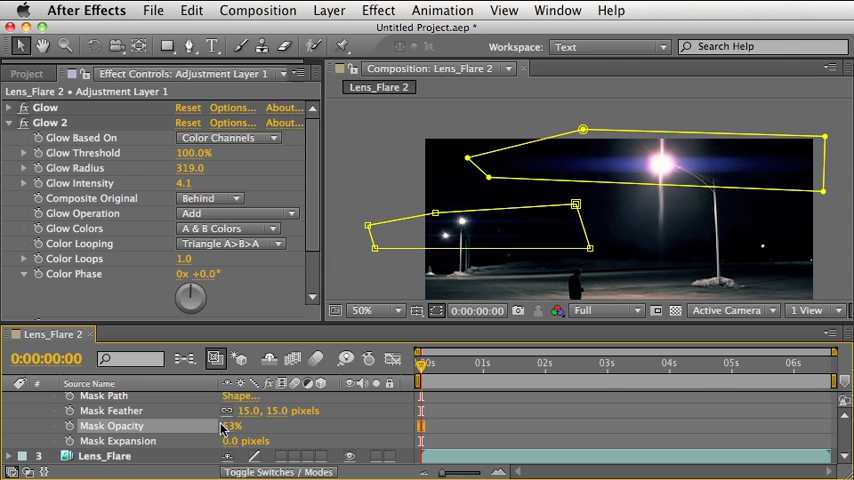 After Effects File Edit Composition Layer Effect Animation View Window Help
Untitled Project.aep *
Workspace: Text Search Help
Project Effect Controls: Adjustment Layer 1 Composition: Lens_Flare 2
Lens_Flare 2 • Adjustment Layer 1 Lens_Flare 2
fx Glow Reset Options... About...
fx Glow 2 Reset Options... About...
Glow Based On Color Channels
Glow Threshold 100.0%
Glow Radius 319.0
Glow Intensity 4.1
Composite Original Behind
Glow Operation Add
Glow Colors A & B Colors
Color Looping Triangle A>B>A
Color Loops 1.0
Color Phase 0x +0.0°
50% 0:00:00:00 Full Active Camera 1 View
Lens_Flare 2
0:00:00:00 01s 02s 03s 04s 05s 06s
# Source Name
Mask Path Shape...
Mask Feather 15.0, 15.0 pixels
Mask Opacity
Mask Expansion 0.0 pixels
3 Lens_Flare
Toggle Switches / Modes